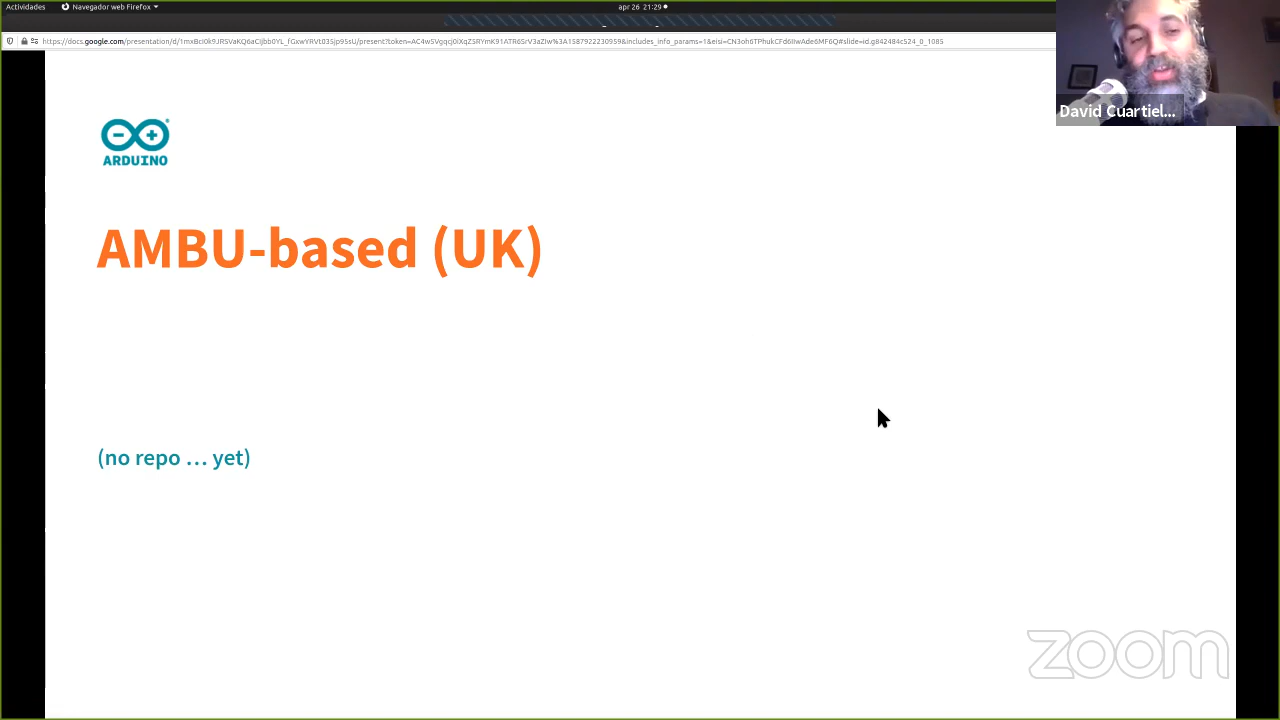 Actividades
Navegador web Firefox
apr 26 21:29
David Cuartiel...
ARDUINO
AMBU-based (UK)
(no repo … yet)
zoom